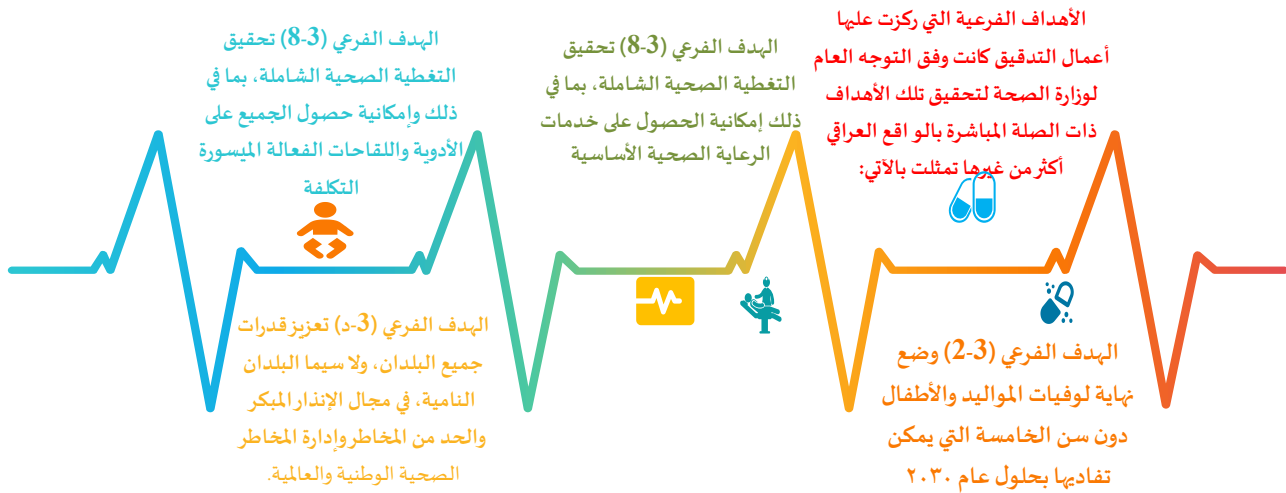 الأهداف الفرعية التي ركزت عليها
أعمال التدقيق كانت وفق التوجه العام
لوزارة الصحة لتحقيق تلك الأهداف
ذات الصلة المباشرة بالواقع العراقي
أكثر من غيرها تمثلت بالآتي:
الهدف الفرعي (3-2) وضع
نهاية لوفيات المواليد والأطفال
دون سن الخامسة التي يمكن
تفاديها بحلول عام ٢٠٣٠
الهدف الفرعي (3-8) تحقيق
التغطية الصحية الشاملة، بما في
ذلك إمكانية الحصول على خدمات
الرعاية الصحية الأساسية
الهدف الفرعي (3-8) تحقيق
التغطية الصحية الشاملة، بما في
ذلك وإمكانية حصول الجميع على
الأدوية واللقاحات الفعالة الميسورة
التكلفة
الهدف الفرعي (3-د) تعزيز قدرات
جميع البلدان، ولا سيما البلدان
النامية، في مجال الإنذار المبكر
والحد من المخاطر وإدارة المخاطر
الصحية الوطنية والعالمية.